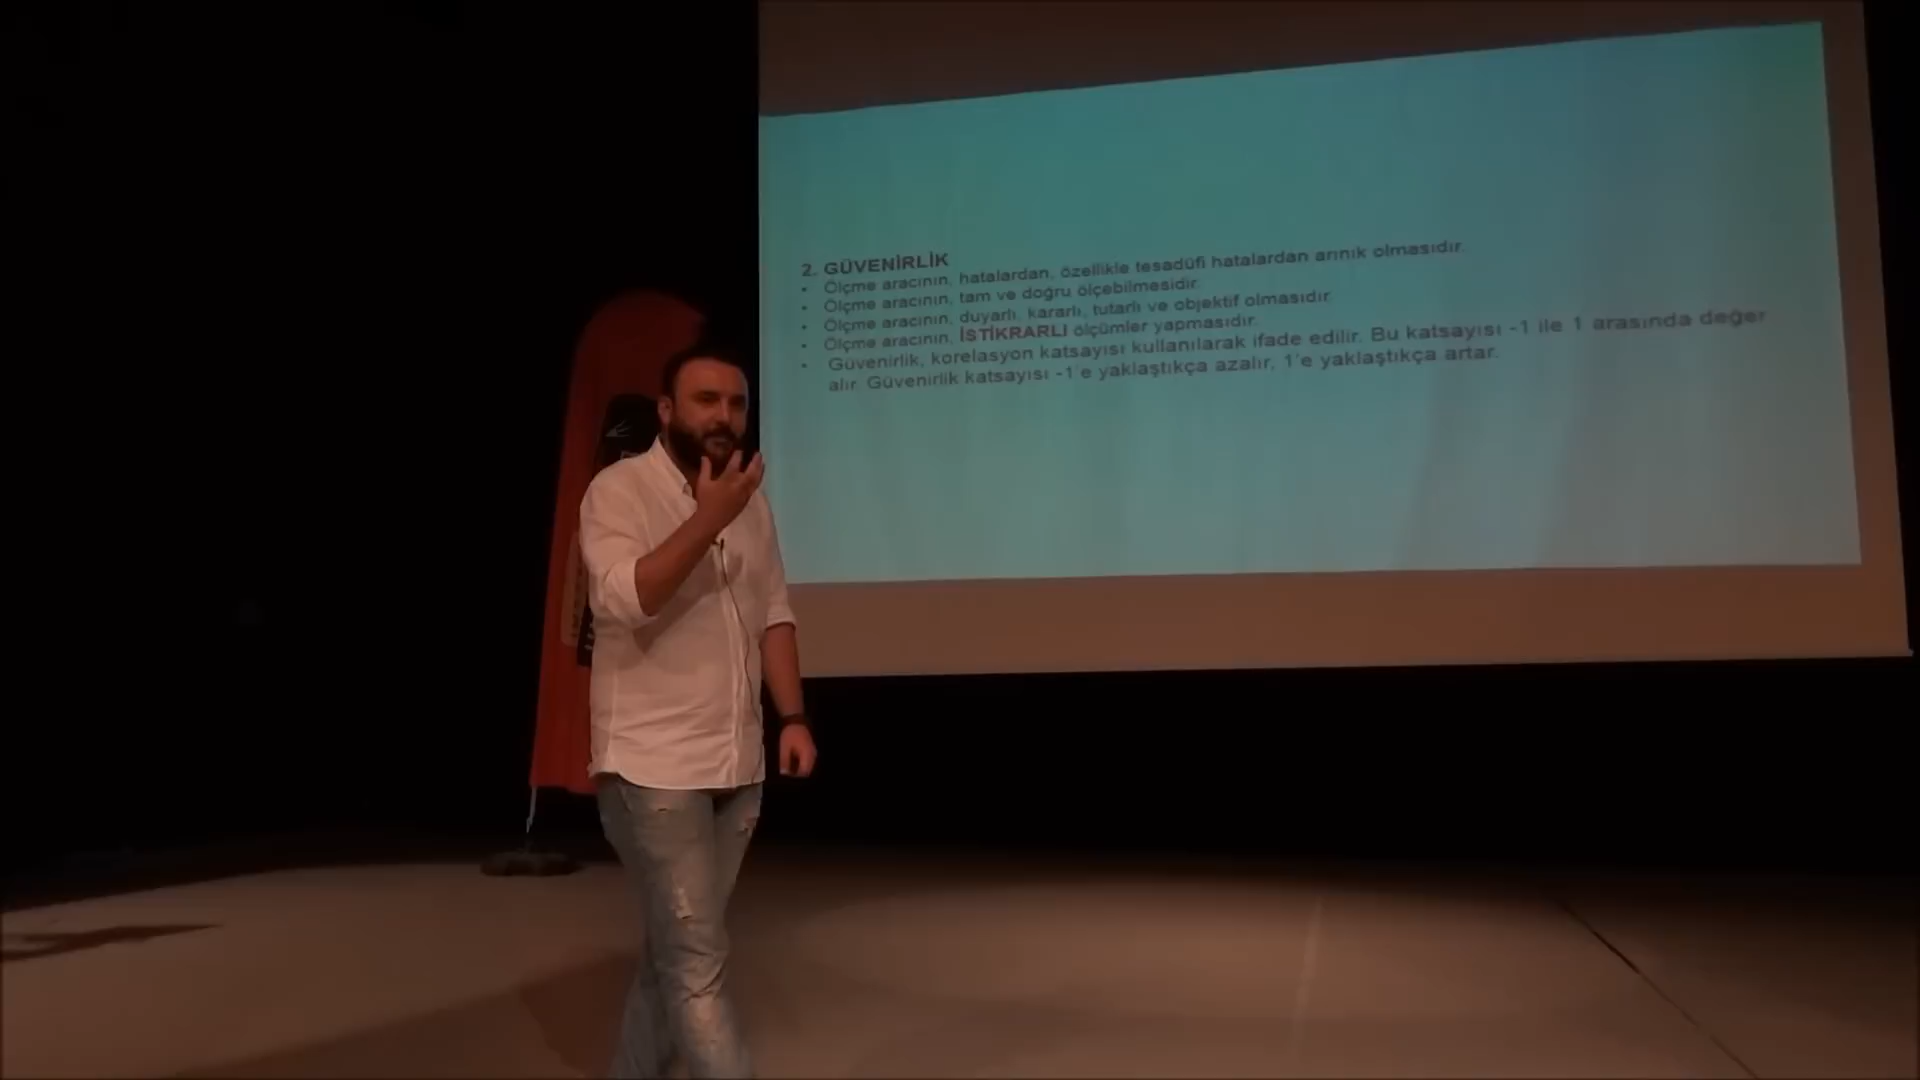 2. GÜVENİRLİK
• Ölçme aracının, hatalardan, özellikle tesadüfi hatalardan arınık olmasıdır.
• Ölçme aracının, tam ve doğru ölçebilmesidir.
• Ölçme aracının, duyarlı, kararlı, tutarlı ve objektif olmasıdır.
• Ölçme aracının, İSTİKRARLI ölçümler yapmasıdır.
• Güvenirlik, korelasyon katsayısı kullanılarak ifade edilir. Bu katsayısı -1 ile 1 arasında değer
alır. Güvenirlik katsayısı -1'e yaklaştıkça azalır, 1'e yaklaştıkça artar.